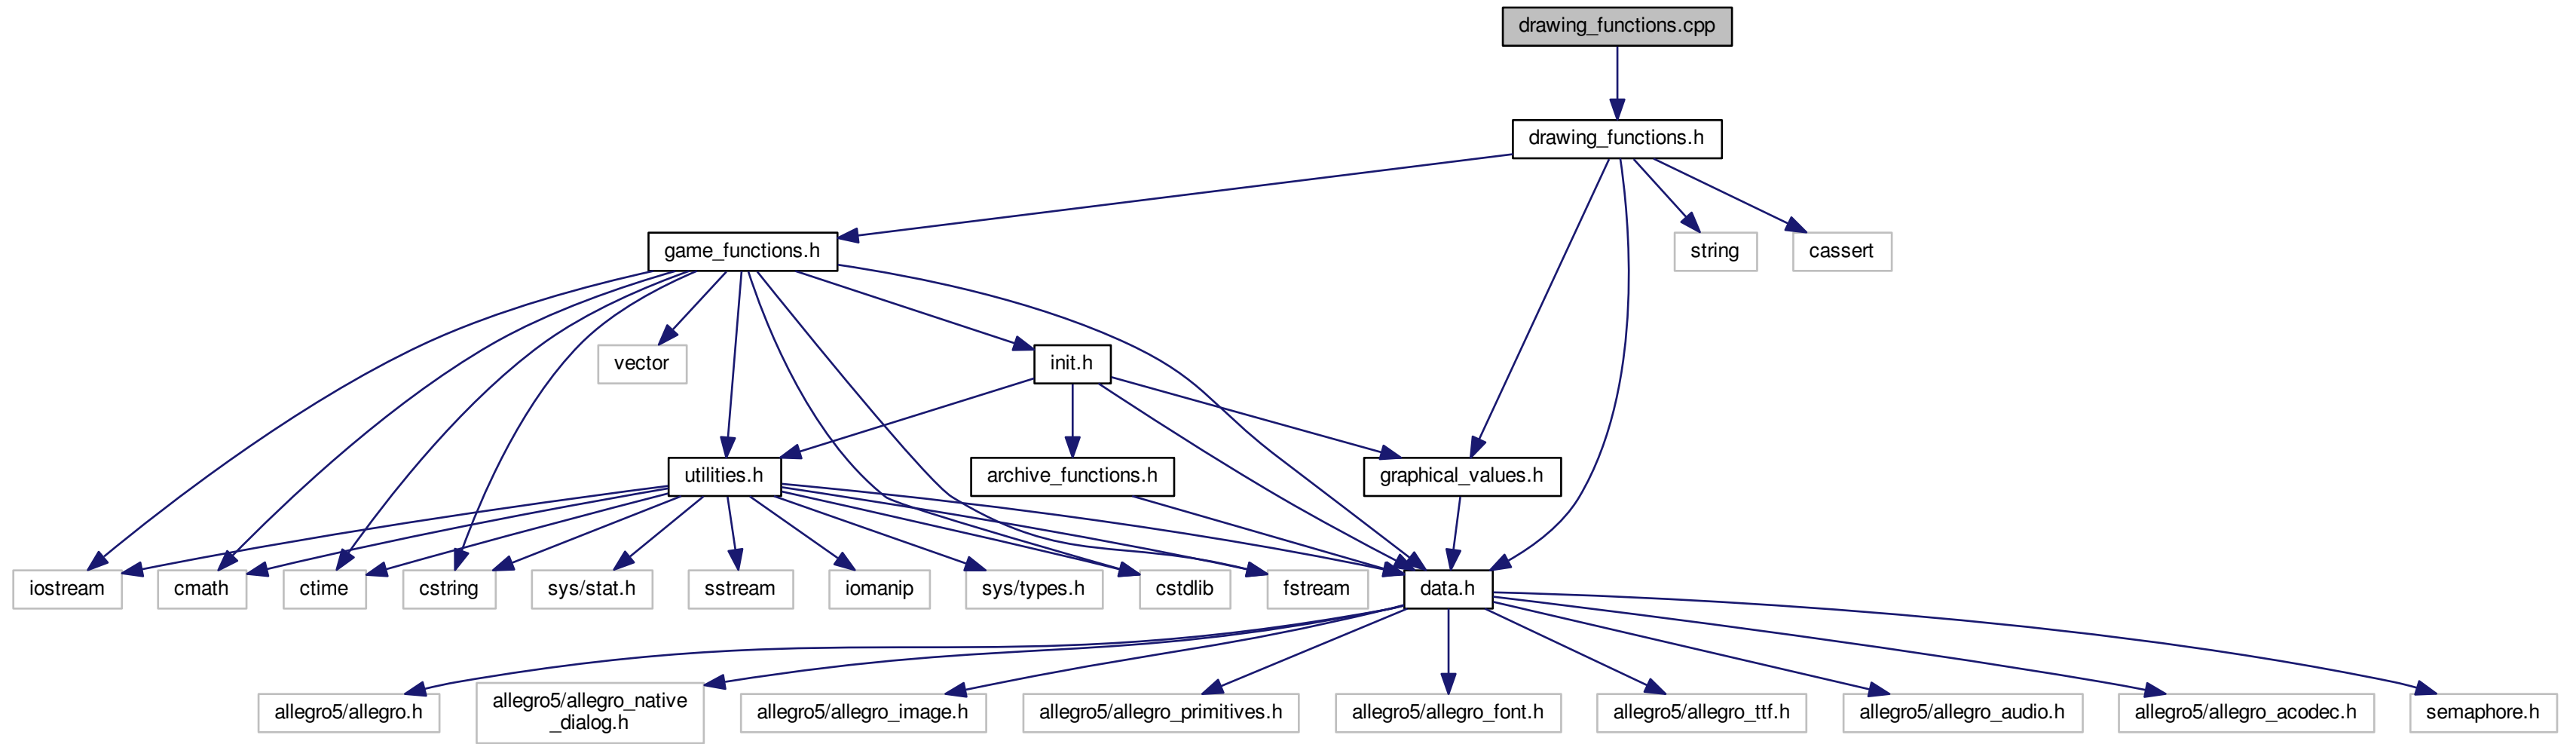 drawing_functions.cpp
drawing_functions.h
game_functions.h
string
cassert
vector
init.h
utilities.h
archive_functions.h
graphical_values.h
iostream
cmath
ctime
cstring
sys/stat.h
sstream
iomanip
sys/types.h
cstdlib
fstream
data.h
allegro5/allegro.h
allegro5/allegro_native
_dialog.h
allegro5/allegro_image.h
allegro5/allegro_primitives.h
allegro5/allegro_font.h
allegro5/allegro_ttf.h
allegro5/allegro_audio.h
allegro5/allegro_acodec.h
semaphore.h